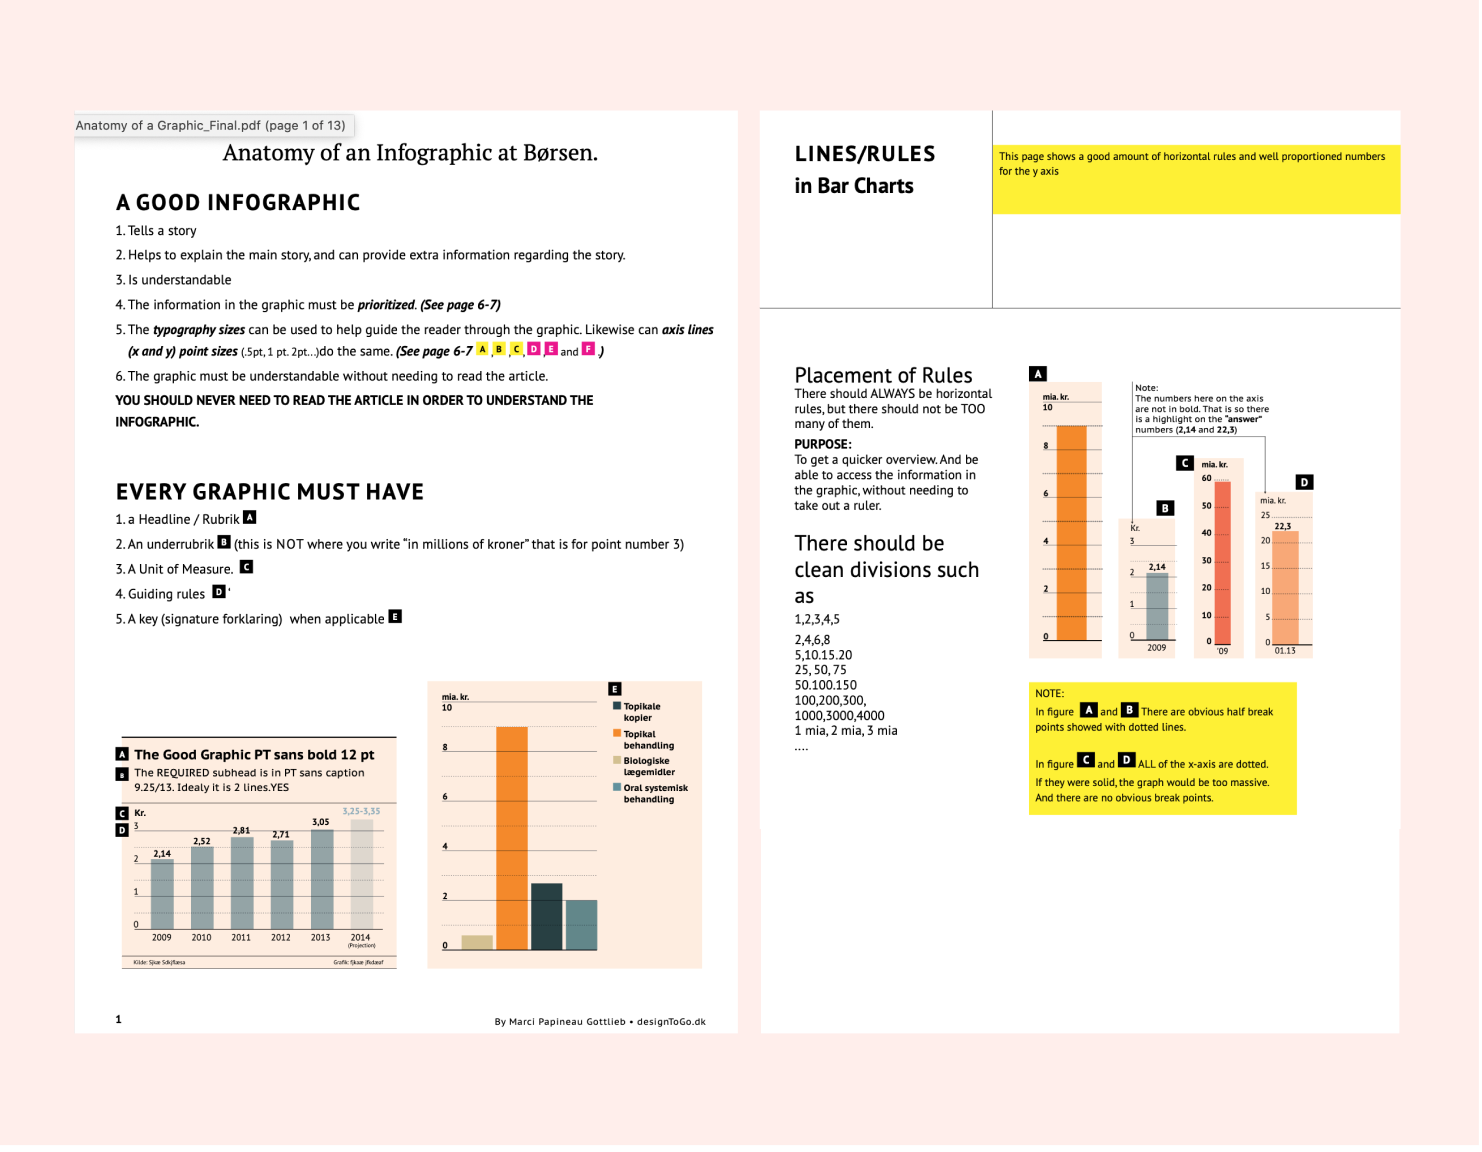 Anatomy of a Graphic_Final.pdf (page 1 of 13)
Anatomy of an Infographic at Børsen.
A GOOD INFOGRAPHIC
1. Tells a story
2. Helps to explain the main story, and can provide extra information regarding the story.
3. Is understandable
4. The information in the graphic must be prioritized. (See page 6-7)
5. The typography sizes can be used to help guide the reader through the graphic. Likewise can axis lines
(x and y) point sizes (.5pt, 1 pt. 2pt...)do the same. (See page 6-7 A, B, C, D, E and F .)
6. The graphic must be understandable without needing to read the article.
YOU SHOULD NEVER NEED TO READ THE ARTICLE IN ORDER TO UNDERSTAND THE
INFOGRAPHIC.
EVERY GRAPHIC MUST HAVE
1. a Headline / Rubrik A
2. An underrubrik B (this is NOT where you write "in millions of kroner" that is for point number 3)
3. A Unit of Measure. C
4. Guiding rules D '
5. A key (signature forklaring) when applicable E
A The Good Graphic PT sans bold 12 pt
B The REQUIRED subhead is in PT sans caption
9.25/13. Idealy it is 2 lines.YES
C Kr.
D 3
2
1
0
2,14
2,52
2,81
2,71
3,05
3,25-3,35
2009 2010 2011 2012 2013 2014
(Projection)
Kilde: Sjkæ Sdkjflæsa Grafik: fjkaæ jfkdæaf
mia. kr.
10
8
6
4
2
0
E
Topikale
kopier
Topikal
behandling
Biologiske
lægemidler
Oral systemisk
behandling
1
By Marci Papineau Gottlieb • designToGo.dk
LINES/RULES
in Bar Charts
This page shows a good amount of horizontal rules and well proportioned numbers
for the y axis
Placement of Rules
There should ALWAYS be horizontal
rules, but there should not be TOO
many of them.
PURPOSE:
To get a quicker overview. And be
able to access the information in
the graphic, without needing to
take out a ruler.
There should be
clean divisions such
as
1,2,3,4,5
2,4,6,8
5,10.15.20
25, 50, 75
50.100.150
100,200,300,
1000,3000,4000
1 mia, 2 mia, 3 mia
....
A
mia. kr.
10
8
6
4
2
0
Note:
The numbers here on the axis
are not in bold. That is so there
is a highlight on the "answer"
numbers (2,14 and 22,3)
B
Kr.
3
2
1
0
2,14
2009
C
mia. kr.
60
50
40
30
20
10
0
'09
D
mia. kr.
25
20
15
10
5
0
22,3
01.13
NOTE:
In figure A and B There are obvious half break
points showed with dotted lines.
In figure C and D ALL of the x-axis are dotted.
If they were solid, the graph would be too massive.
And there are no obvious break points.